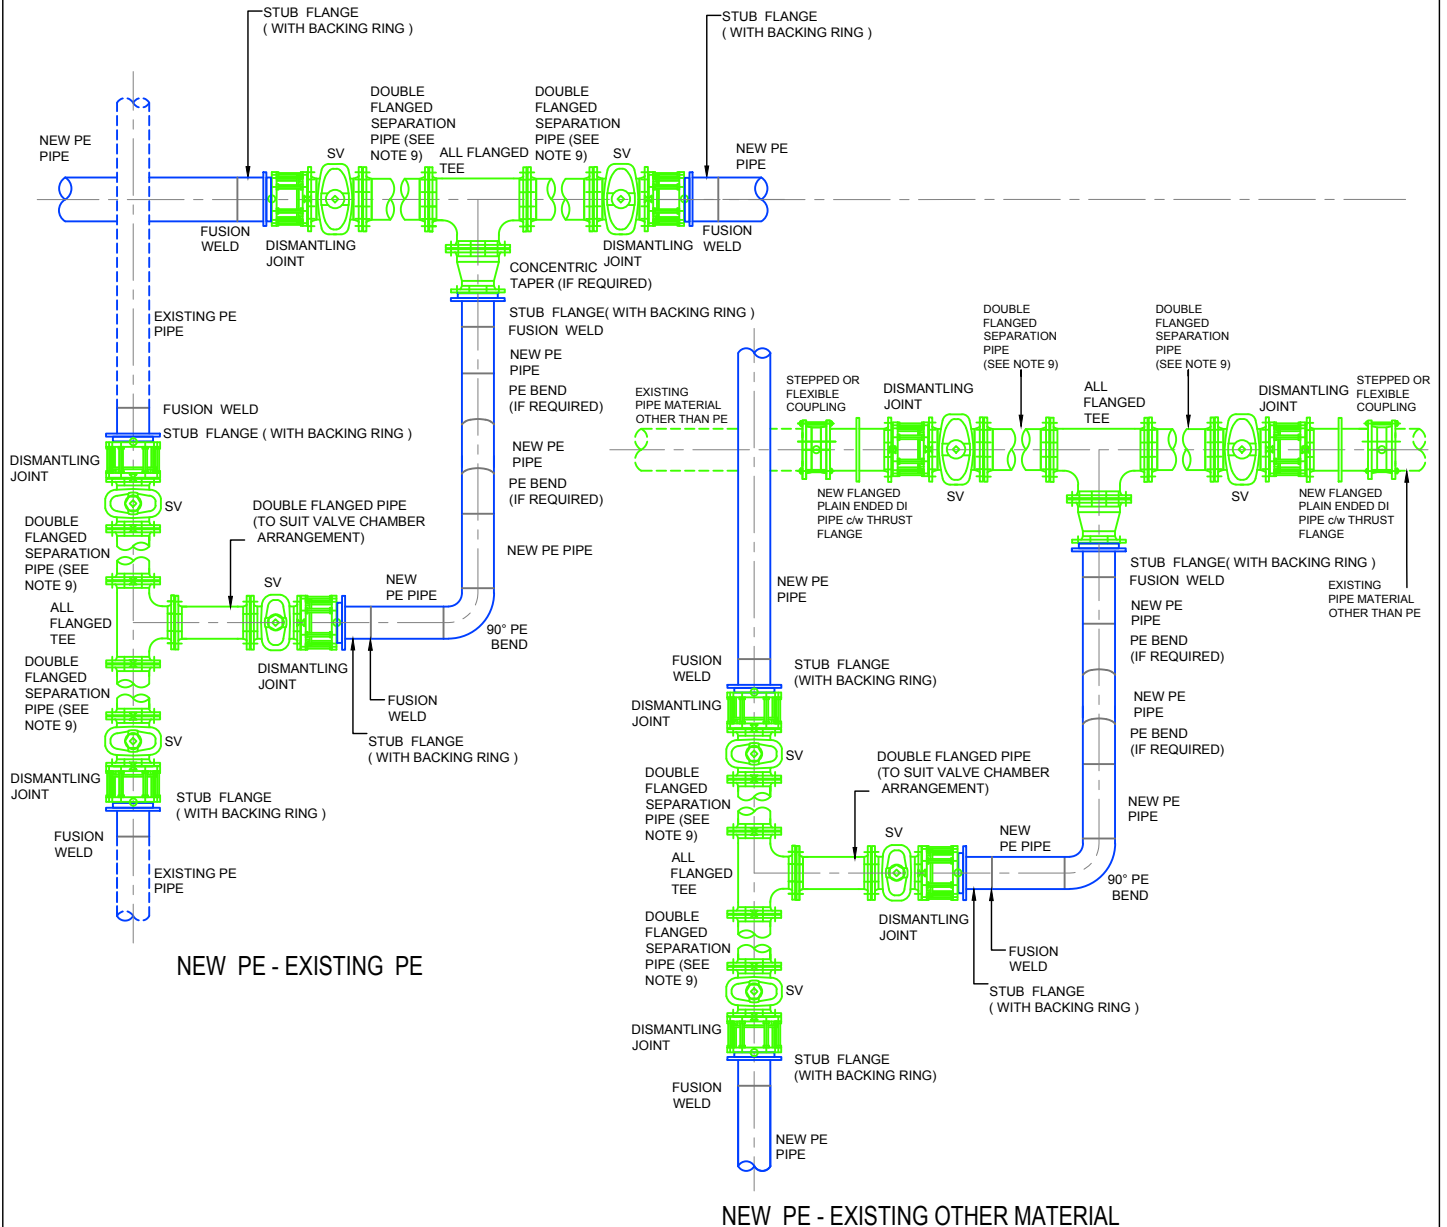 STUB FLANGE
( WITH BACKING RING )
STUB FLANGE
( WITH BACKING RING )
DOUBLE
FLANGED
SEPARATION
PIPE (SEE
NOTE 9)
DOUBLE
FLANGED
SEPARATION
PIPE (SEE
NOTE 9)
NEW PE
PIPE
SV
ALL FLANGED
TEE
SV
NEW PE
PIPE
FUSION
WELD
DISMANTLING
JOINT
DISMANTLING
JOINT
FUSION
WELD
CONCENTRIC
TAPER (IF REQUIRED)
EXISTING PE
PIPE
STUB FLANGE( WITH BACKING RING )
FUSION WELD
NEW PE
PIPE
PE BEND
(IF REQUIRED)
NEW PE
PIPE
PE BEND
(IF REQUIRED)
NEW PE PIPE
FUSION WELD
STUB FLANGE ( WITH BACKING RING )
DISMANTLING
JOINT
SV
DOUBLE FLANGED PIPE
(TO SUIT VALVE CHAMBER
ARRANGEMENT)
DOUBLE
FLANGED
SEPARATION
PIPE (SEE
NOTE 9)
SV
NEW
PE PIPE
ALL
FLANGED
TEE
90° PE
BEND
DOUBLE
FLANGED
SEPARATION
PIPE (SEE
NOTE 9)
DISMANTLING
JOINT
FUSION
WELD
STUB FLANGE
( WITH BACKING RING )
SV
DISMANTLING
JOINT
STUB FLANGE
( WITH BACKING RING )
FUSION
WELD
EXISTING PE
PIPE
NEW PE - EXISTING PE
DOUBLE
FLANGED
SEPARATION
PIPE
(SEE NOTE 9)
DOUBLE
FLANGED
SEPARATION
PIPE
(SEE NOTE 9)
EXISTING
PIPE MATERIAL
OTHER THAN PE
STEPPED OR
FLEXIBLE
COUPLING
DISMANTLING
JOINT
ALL
FLANGED
TEE
DISMANTLING
JOINT
STEPPED OR
FLEXIBLE
COUPLING
NEW FLANGED
PLAIN ENDED DI
PIPE c/w THRUST
FLANGE
SV
SV
NEW FLANGED
PLAIN ENDED DI
PIPE c/w THRUST
FLANGE
STUB FLANGE( WITH BACKING RING )
FUSION WELD
EXISTING
PIPE MATERIAL
OTHER THAN PE
NEW PE
PIPE
NEW PE
PIPE
PE BEND
(IF REQUIRED)
NEW PE
PIPE
PE BEND
(IF REQUIRED)
NEW PE
PIPE
FUSION
WELD
STUB FLANGE
(WITH BACKING RING)
DISMANTLING
JOINT
SV
DOUBLE FLANGED PIPE
(TO SUIT VALVE CHAMBER
ARRANGEMENT)
DOUBLE
FLANGED
SEPARATION
PIPE (SEE
NOTE 9)
SV
NEW
PE PIPE
ALL
FLANGED
TEE
90° PE
BEND
DOUBLE
FLANGED
SEPARATION
PIPE (SEE
NOTE 9)
DISMANTLING
JOINT
FUSION
WELD
STUB FLANGE
( WITH BACKING RING )
SV
DISMANTLING
JOINT
STUB FLANGE
(WITH BACKING RING)
FUSION
WELD
NEW PE
PIPE
NEW PE - EXISTING OTHER MATERIAL